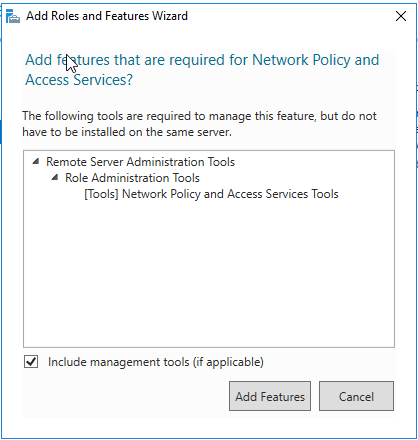 Add Roles and Features Wizard
Add features that are required for Network Policy and
Access Services?
The following tools are required to manage this feature, but do not
have to be installed on the same server.
Remote Server Administration Tools
Role Administration Tools
[Tools] Network Policy and Access Services Tools
Include management tools (if applicable)
Add Features
Cancel